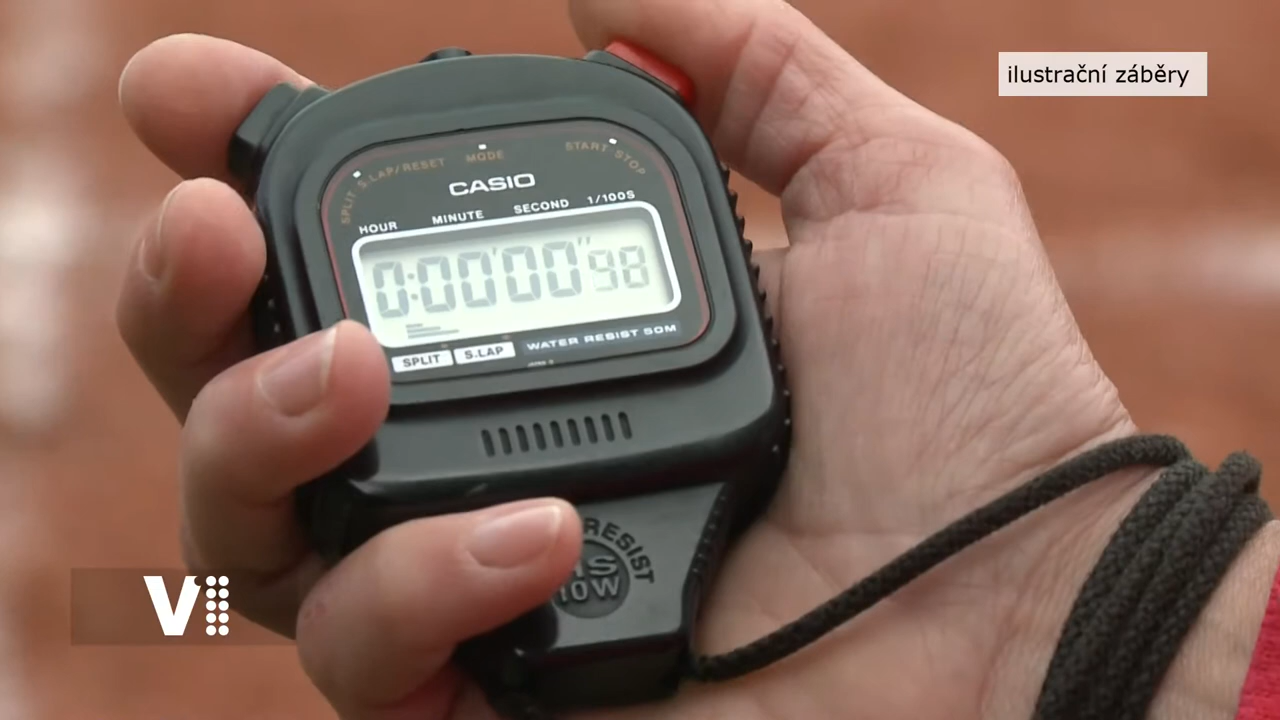 ilustrační záběry
SPLIT S.LAP/RESET
MODE
START STOP
CASIO
HOUR MINUTE SECOND 1/100S
0:00'00"98
SPLIT S.LAP WATER RESIST 50M
RESIST
10W
V